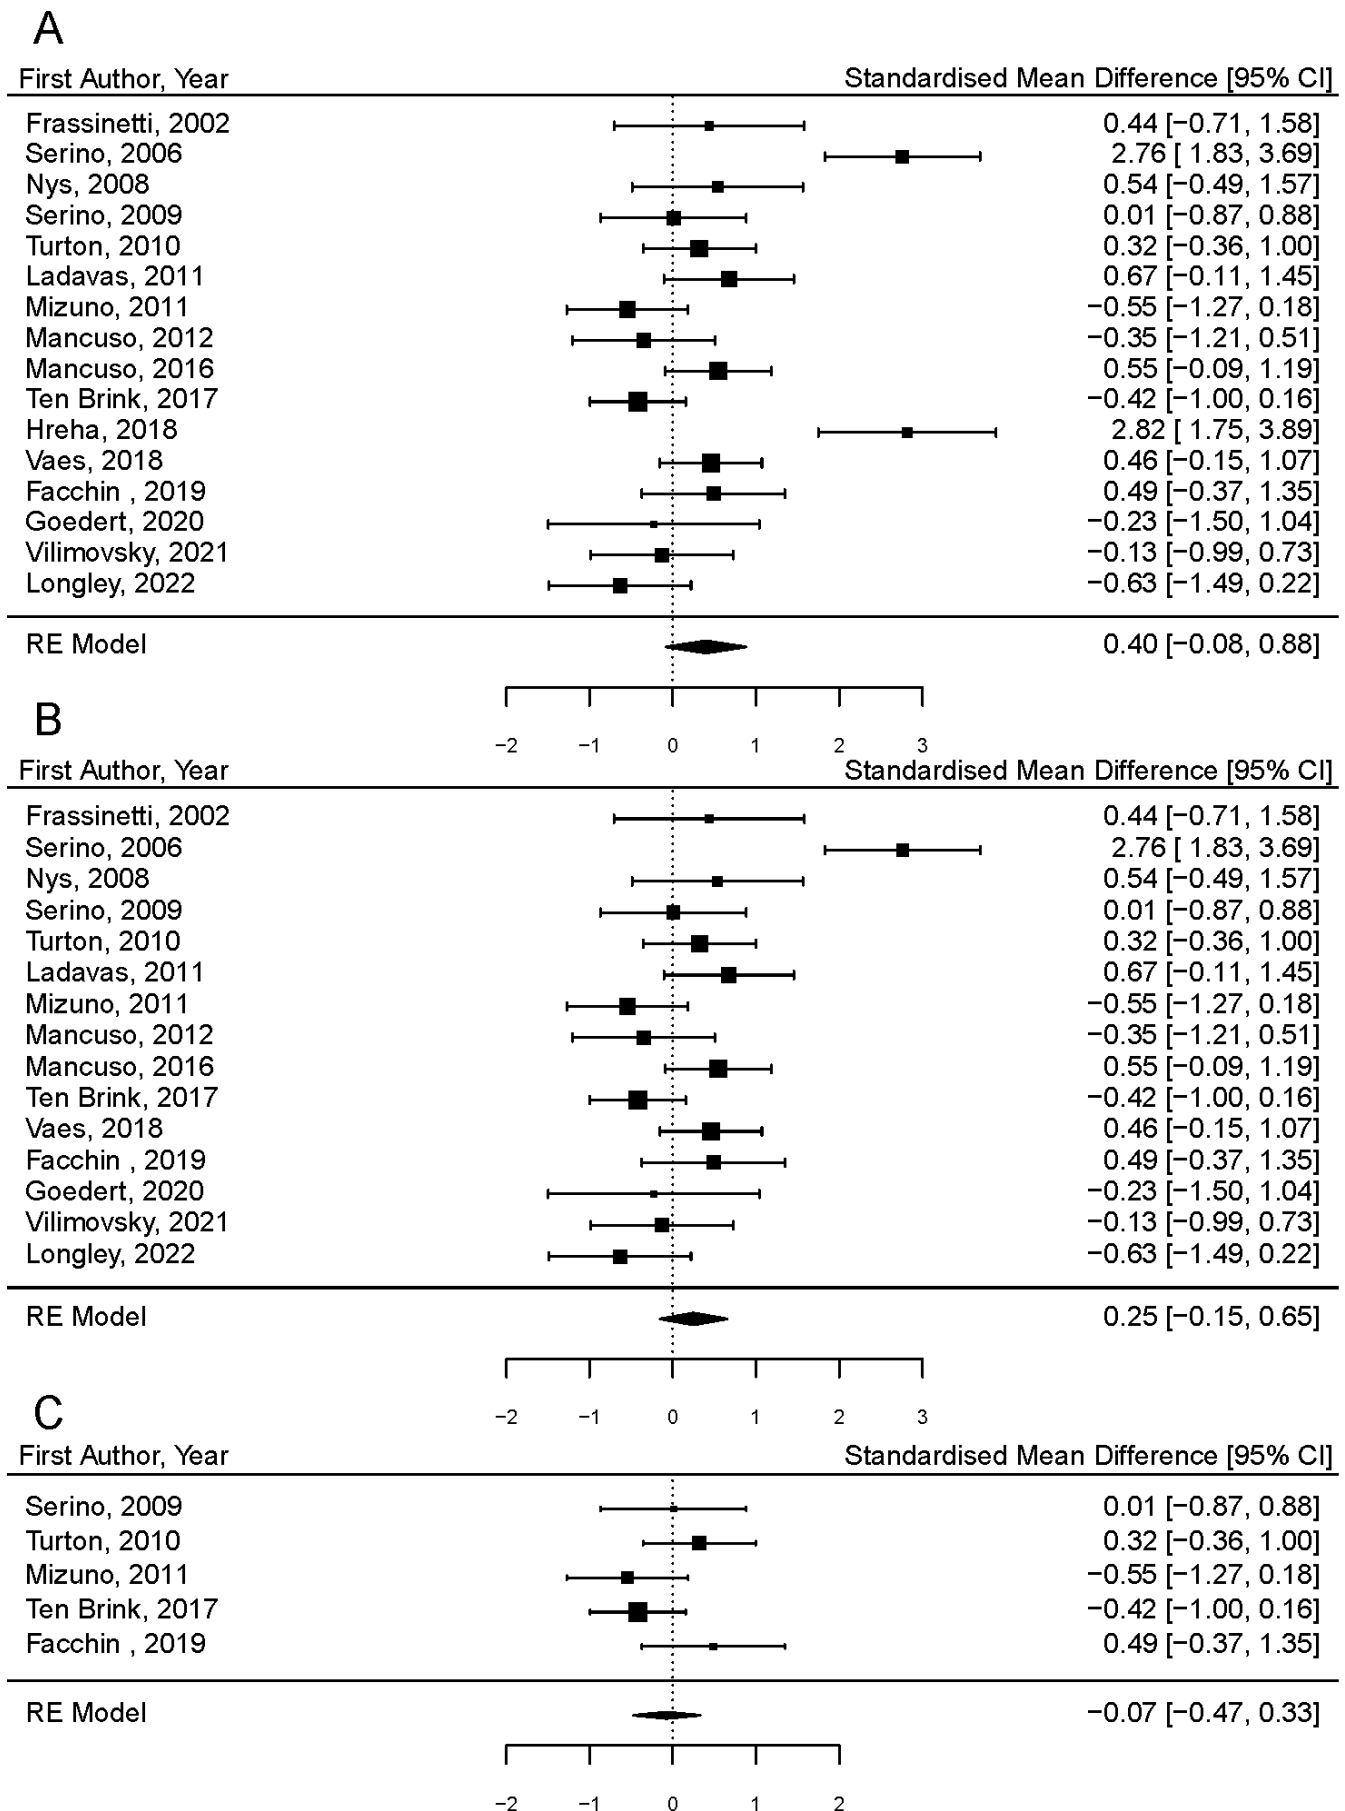 A
First Author, Year Standardised Mean Difference [95% CI]
Frassinetti, 2002 0.44 [−0.71, 1.58]
Serino, 2006 2.76 [ 1.83, 3.69]
Nys, 2008 0.54 [−0.49, 1.57]
Serino, 2009 0.01 [−0.87, 0.88]
Turton, 2010 0.32 [−0.36, 1.00]
Ladavas, 2011 0.67 [−0.11, 1.45]
Mizuno, 2011 −0.55 [−1.27, 0.18]
Mancuso, 2012 −0.35 [−1.21, 0.51]
Mancuso, 2016 0.55 [−0.09, 1.19]
Ten Brink, 2017 −0.42 [−1.00, 0.16]
Hreha, 2018 2.82 [ 1.75, 3.89]
Vaes, 2018 0.46 [−0.15, 1.07]
Facchin , 2019 0.49 [−0.37, 1.35]
Goedert, 2020 −0.23 [−1.50, 1.04]
Vilimovsky, 2021 −0.13 [−0.99, 0.73]
Longley, 2022 −0.63 [−1.49, 0.22]
RE Model 0.40 [−0.08, 0.88]
−2 −1 0 1 2 3
B
First Author, Year Standardised Mean Difference [95% CI]
Frassinetti, 2002 0.44 [−0.71, 1.58]
Serino, 2006 2.76 [ 1.83, 3.69]
Nys, 2008 0.54 [−0.49, 1.57]
Serino, 2009 0.01 [−0.87, 0.88]
Turton, 2010 0.32 [−0.36, 1.00]
Ladavas, 2011 0.67 [−0.11, 1.45]
Mizuno, 2011 −0.55 [−1.27, 0.18]
Mancuso, 2012 −0.35 [−1.21, 0.51]
Mancuso, 2016 0.55 [−0.09, 1.19]
Ten Brink, 2017 −0.42 [−1.00, 0.16]
Vaes, 2018 0.46 [−0.15, 1.07]
Facchin , 2019 0.49 [−0.37, 1.35]
Goedert, 2020 −0.23 [−1.50, 1.04]
Vilimovsky, 2021 −0.13 [−0.99, 0.73]
Longley, 2022 −0.63 [−1.49, 0.22]
RE Model 0.25 [−0.15, 0.65]
−2 −1 0 1 2 3
C
First Author, Year Standardised Mean Difference [95% CI]
Serino, 2009 0.01 [−0.87, 0.88]
Turton, 2010 0.32 [−0.36, 1.00]
Mizuno, 2011 −0.55 [−1.27, 0.18]
Ten Brink, 2017 −0.42 [−1.00, 0.16]
Facchin , 2019 0.49 [−0.37, 1.35]
RE Model −0.07 [−0.47, 0.33]
−2 −1 0 1 2